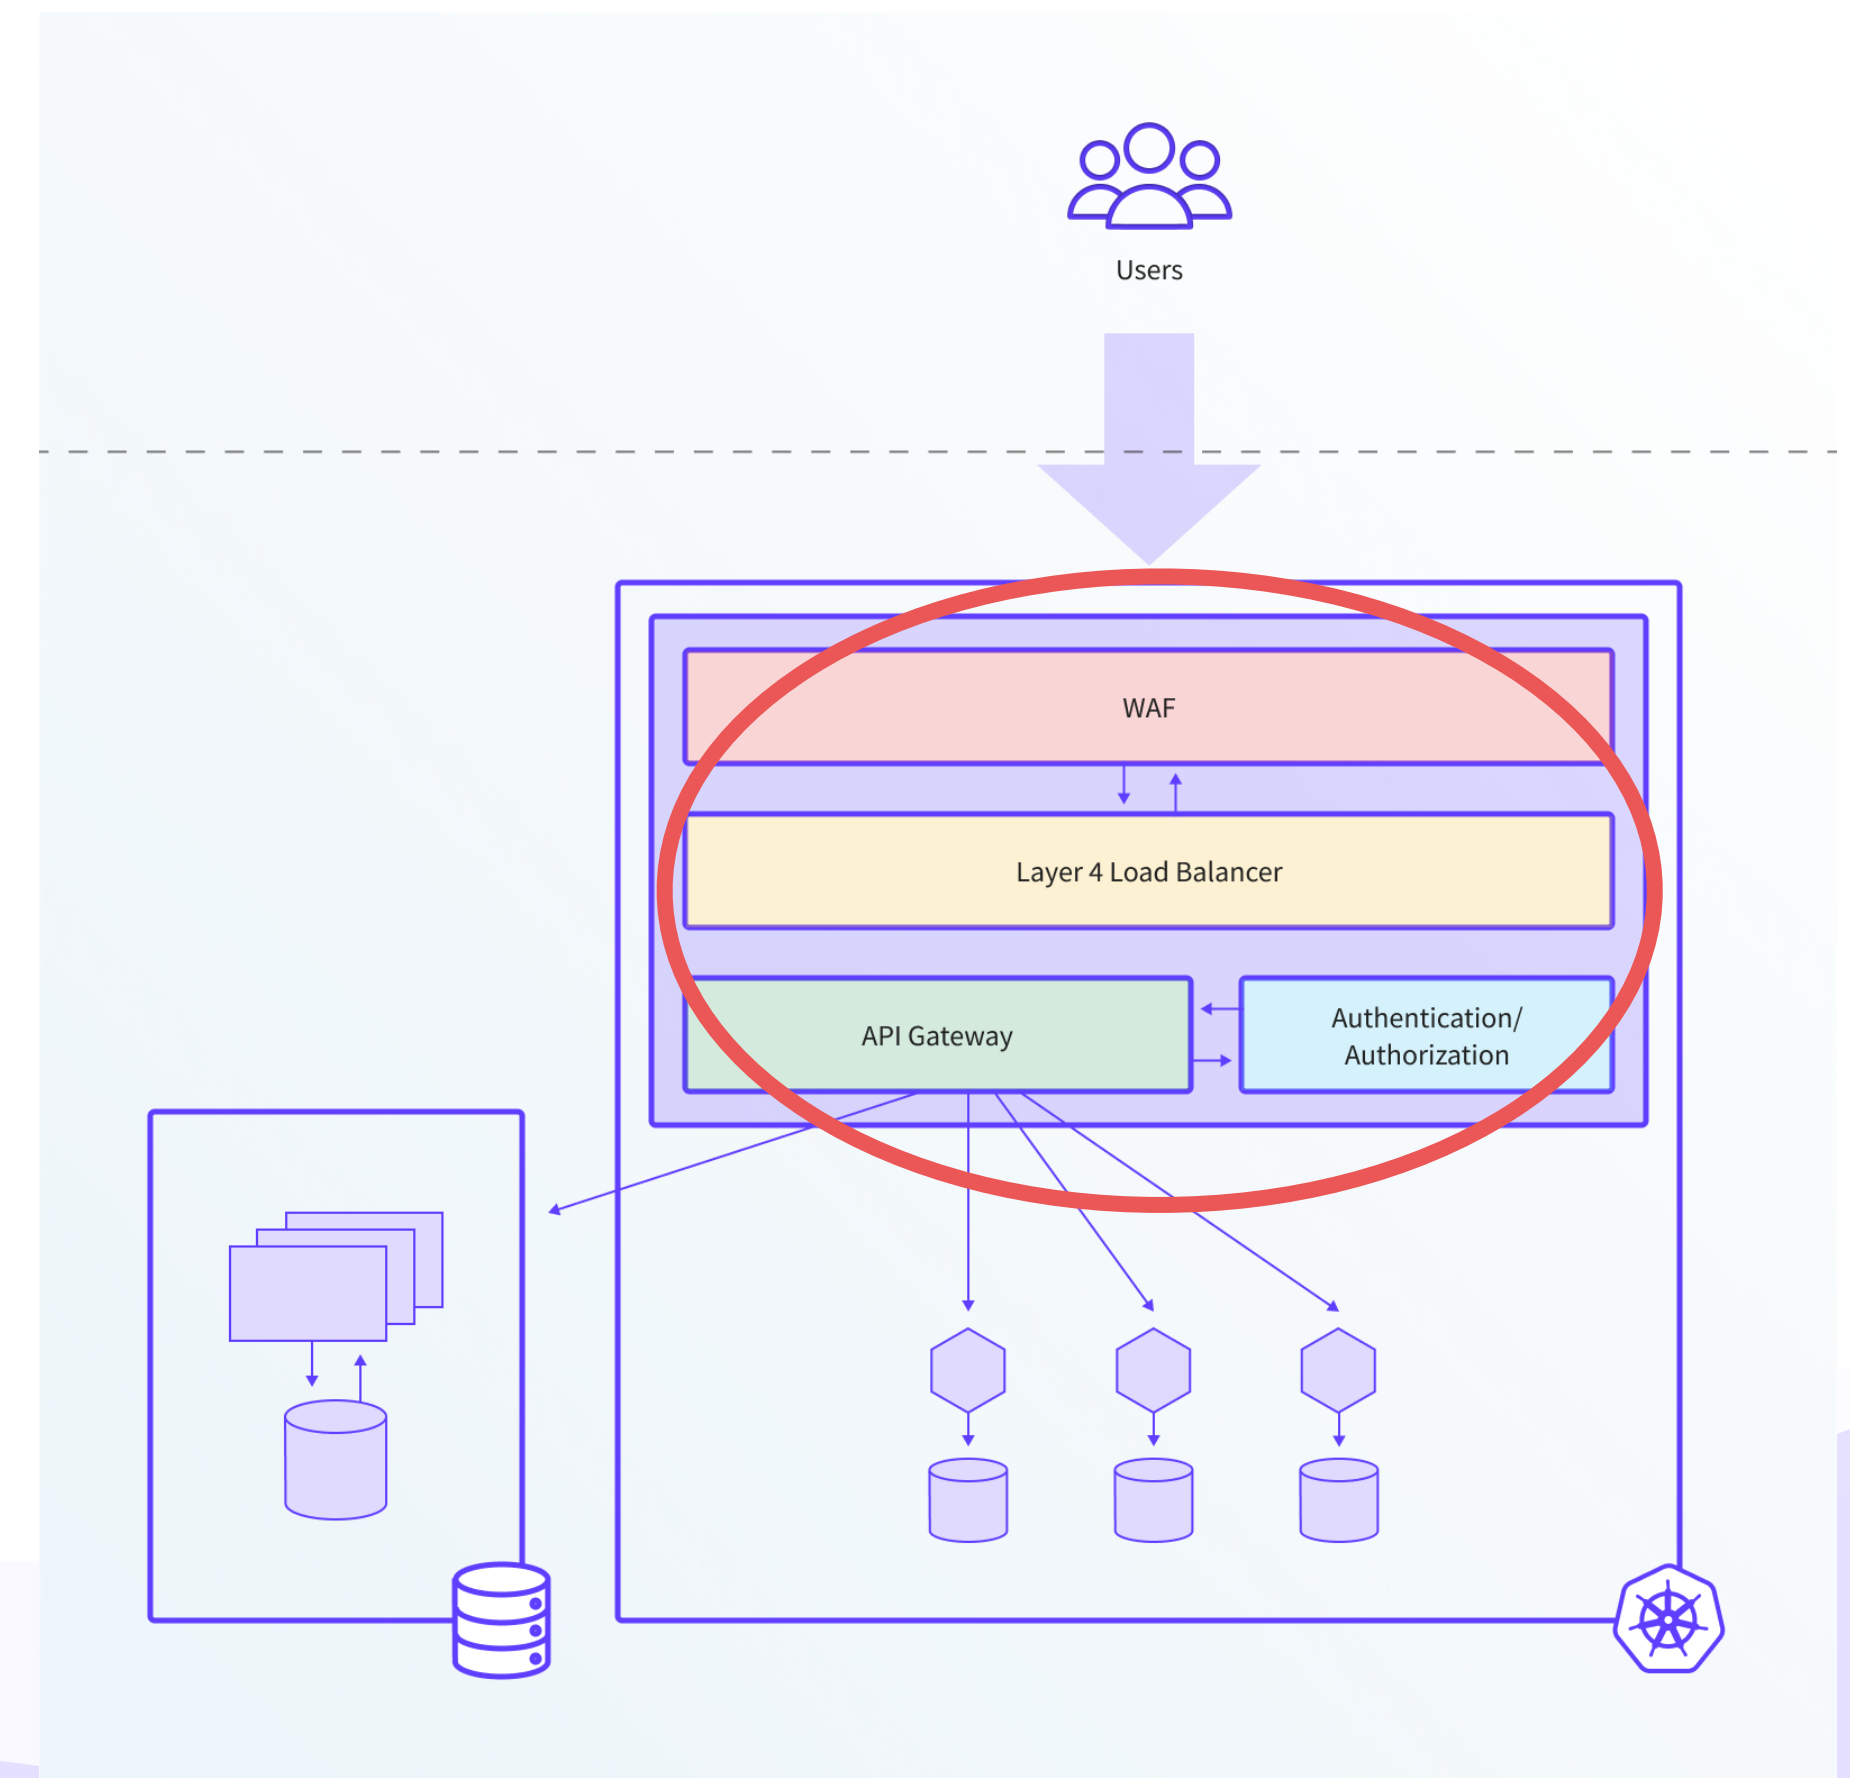 Users
WAF
Layer 4 Load Balancer
API Gateway
Authentication/
Authorization